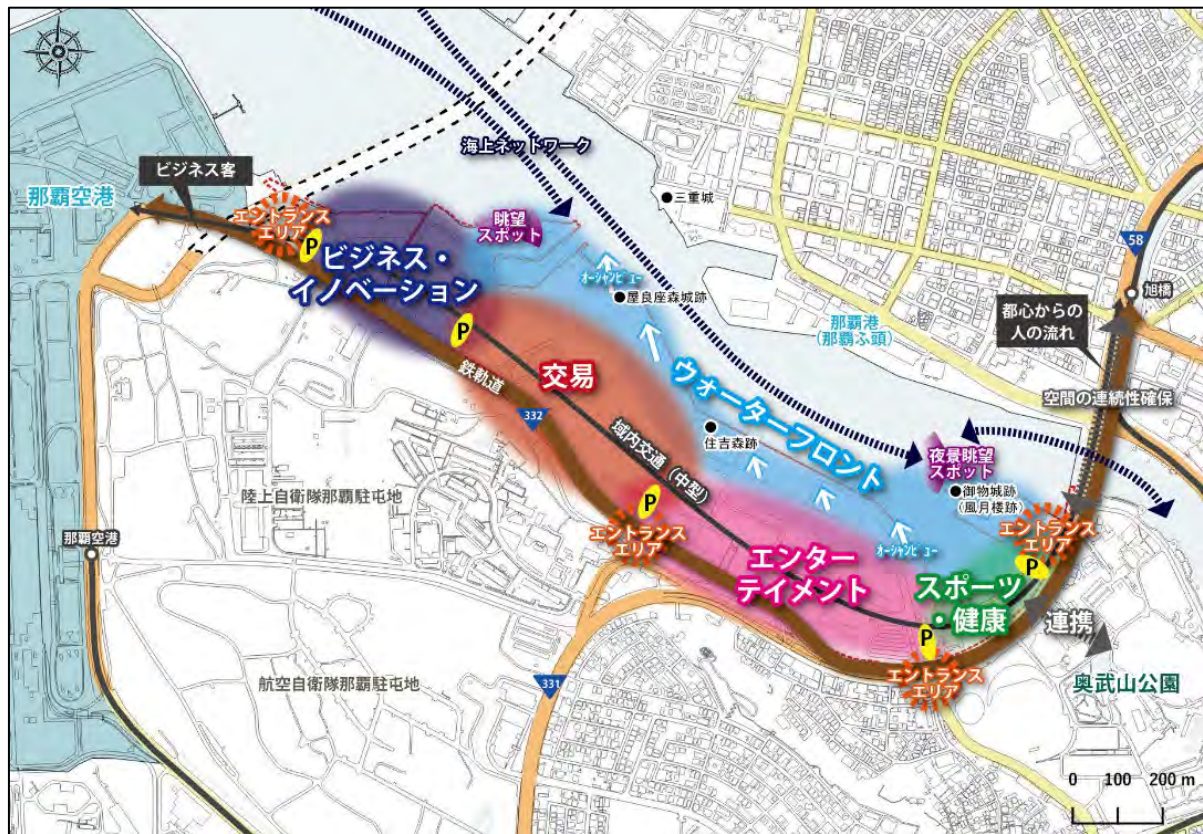 海上ネットワーク
ビジネス客
那覇空港
エントランス
エリア
P
眺望
スポット
三重城
58
ビジネス・
イノベーション
オーシャンビュー
屋良座森城跡
旭橋
都心からの
人の流れ
那覇港
(那覇ふ頭)
P
鉄軌道
交易
332
ウォーターフロント
空間の連続性確保
住吉森跡
域内交通（中型）
夜景眺望
スポット
御物城跡
(風月楼跡)
陸上自衛隊那覇駐屯地
P
エントランス
エリア
エントランス
エリア
P
那覇空港
オーシャンビュー
エンター
テイメント
スポーツ
・健康
P
連携
エントランス
エリア
奥武山公園
航空自衛隊那覇駐屯地
331
0 100 200 m